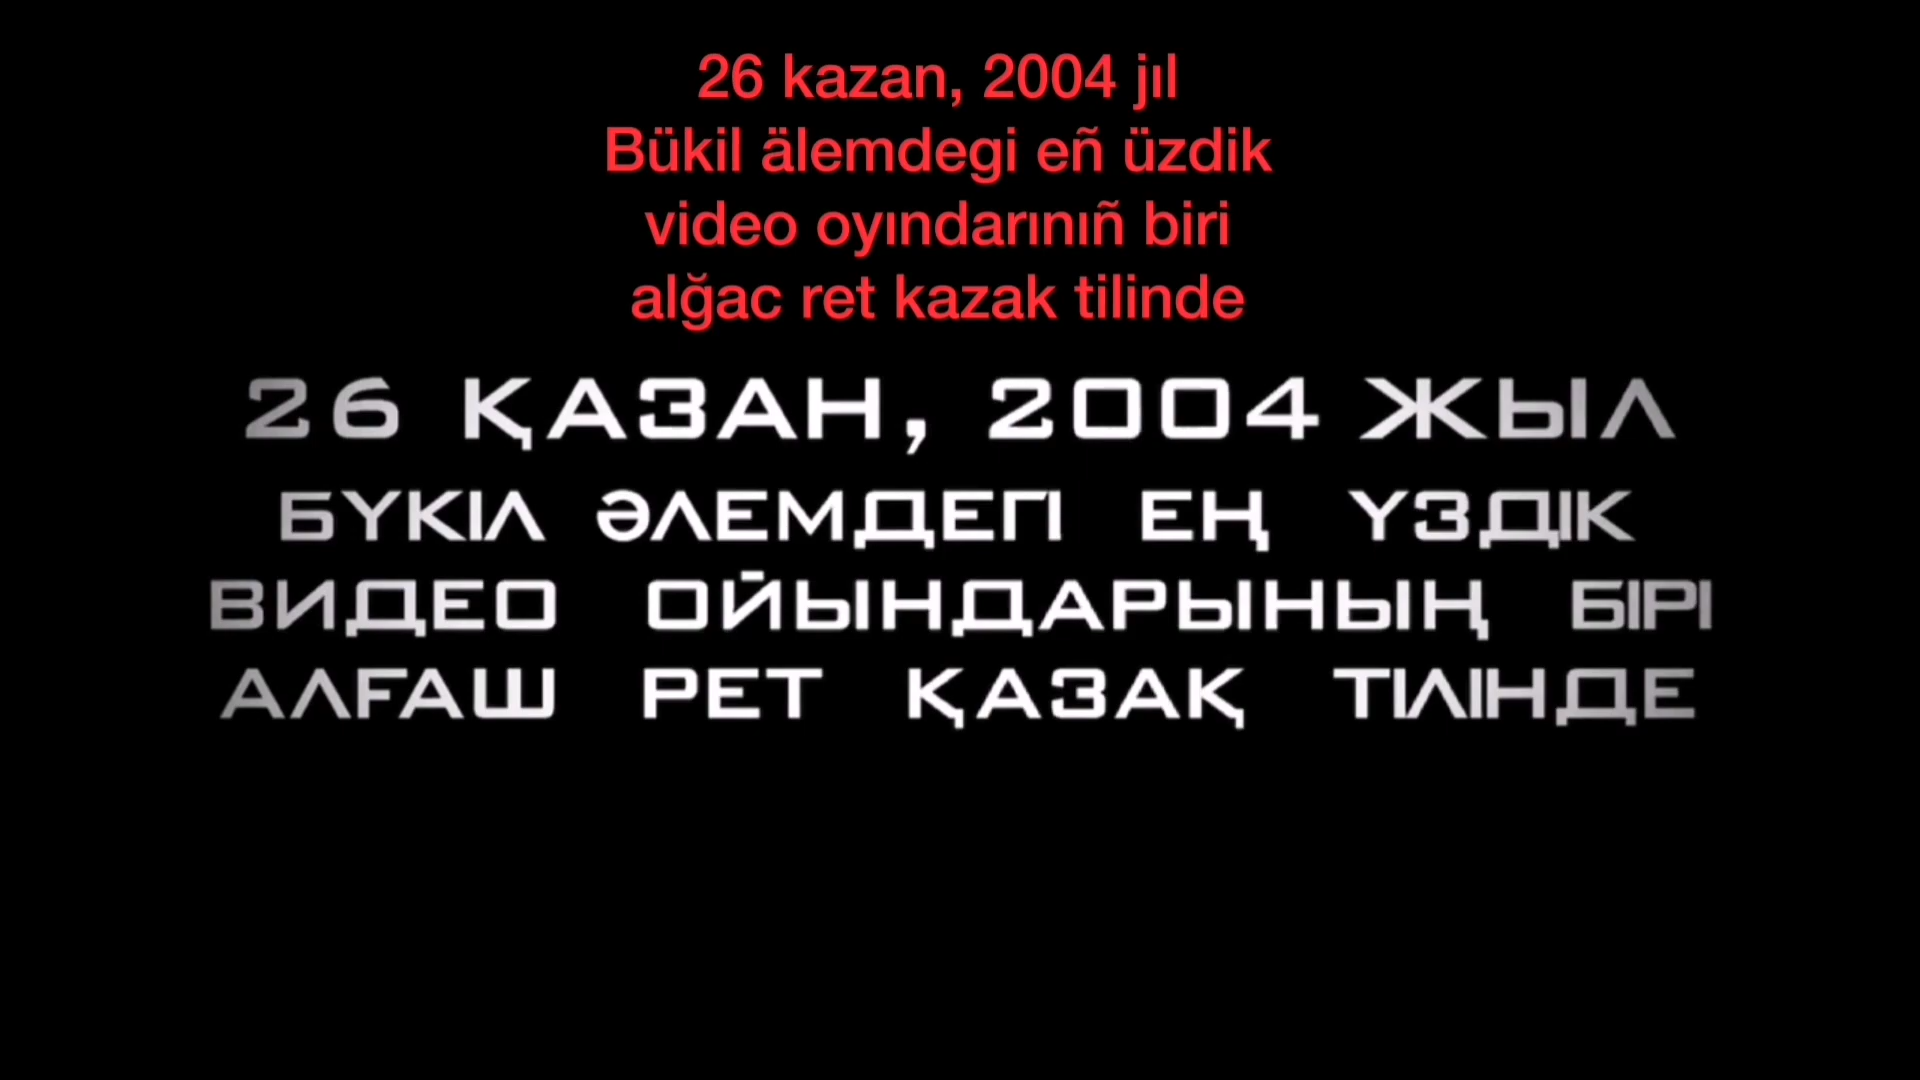 26 kazan, 2004 jıl
Bükil älemdegi eñ üzdik
video oyındarınıñ biri
alğac ret kazak tilinde
26 ҚАЗАН, 2004 ЖЫЛ
БҮКІЛ ӘЛЕМДЕГІ ЕҢ ҮЗДІК
ВИДЕО ОЙЫНДАРЫНЫҢ БІРІ
АЛҒАШ РЕТ ҚАЗАҚ ТІЛІНДЕ